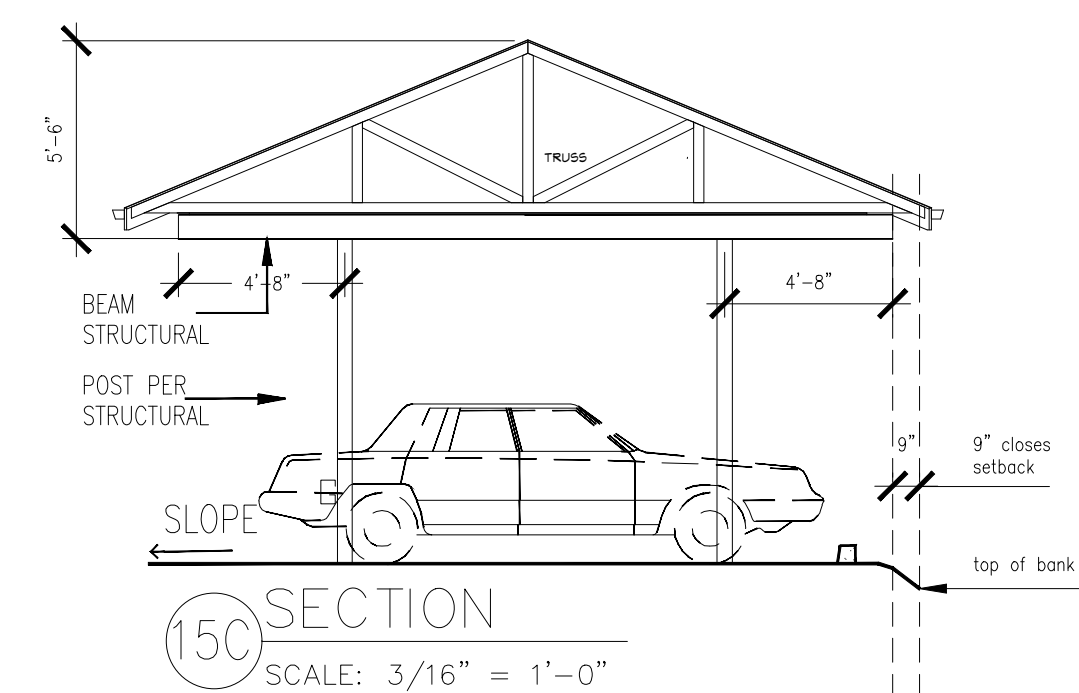 5'-6"
TRUSS
4'-8"
4'-8"
BEAM
STRUCTURAL
POST PER
STRUCTURAL
9"
9" closes
setback
SLOPE
top of bank
15C
SECTION
SCALE: 3/16" = 1'-0"